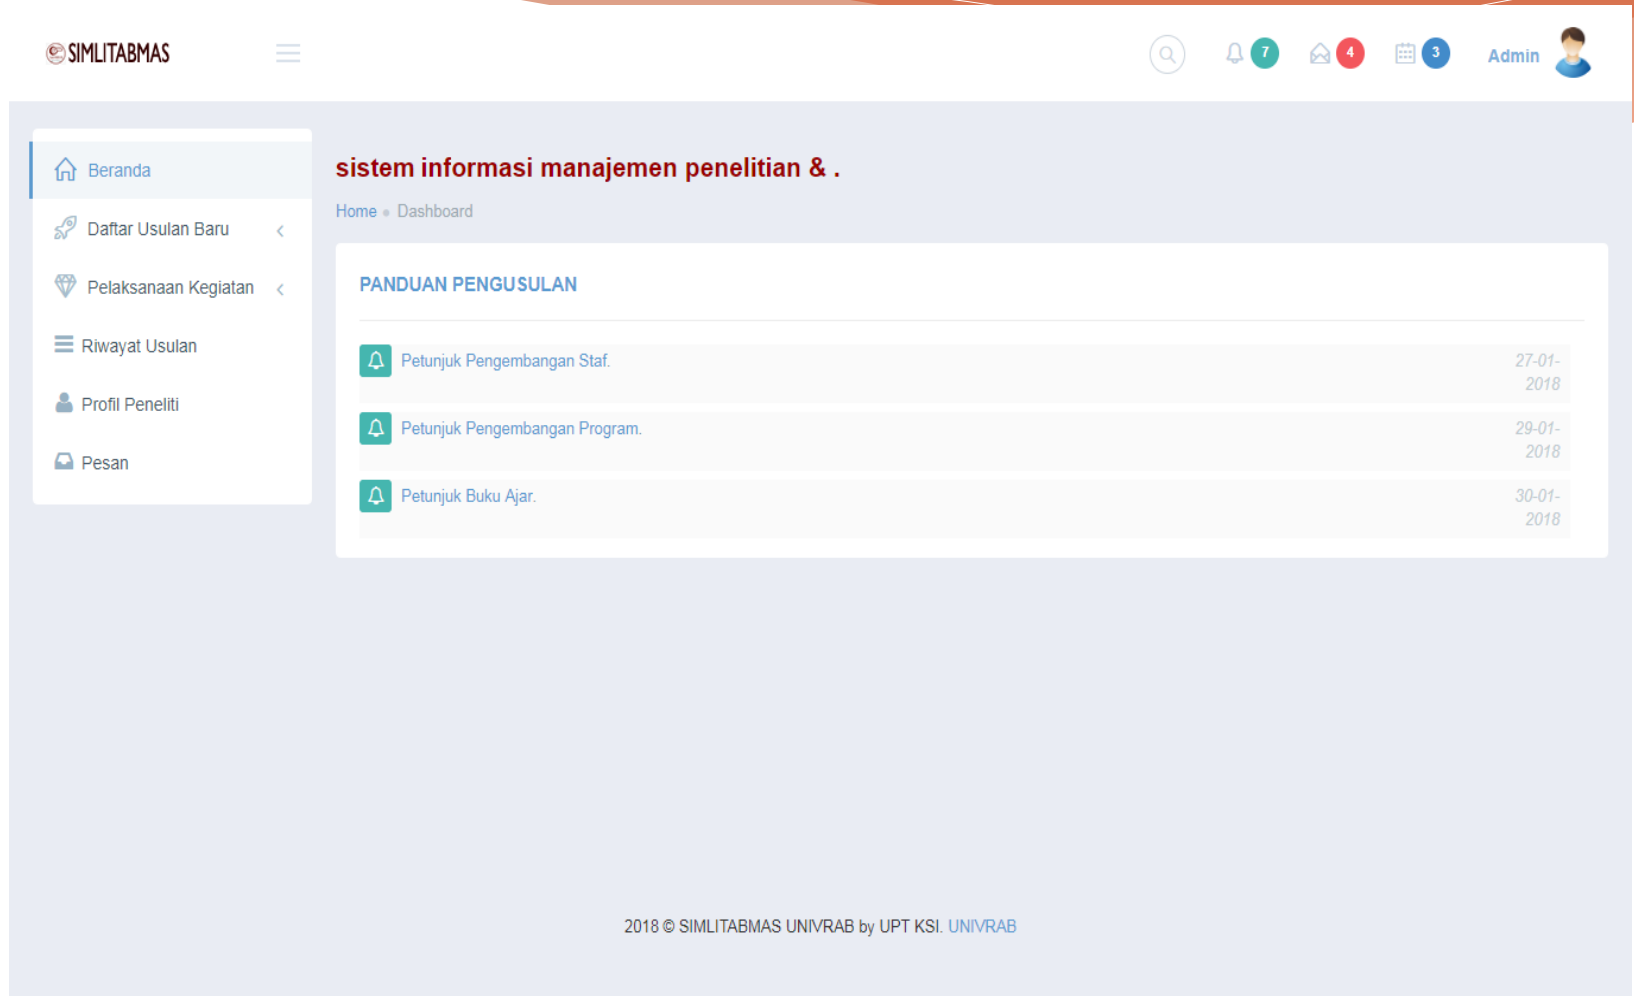 SIMLITABMAS
7
4
3
Admin
Beranda
Daftar Usulan Baru
Pelaksanaan Kegiatan
Riwayat Usulan
Profil Peneliti
Pesan
sistem informasi manajemen penelitian & .
Home Dashboard
PANDUAN PENGUSULAN
Petunjuk Pengembangan Staf.
27-01-
2018
Petunjuk Pengembangan Program.
29-01-
2018
Petunjuk Buku Ajar.
30-01-
2018
2018 © SIMLITABMAS UNIVRAB by UPT KSI. UNIVRAB